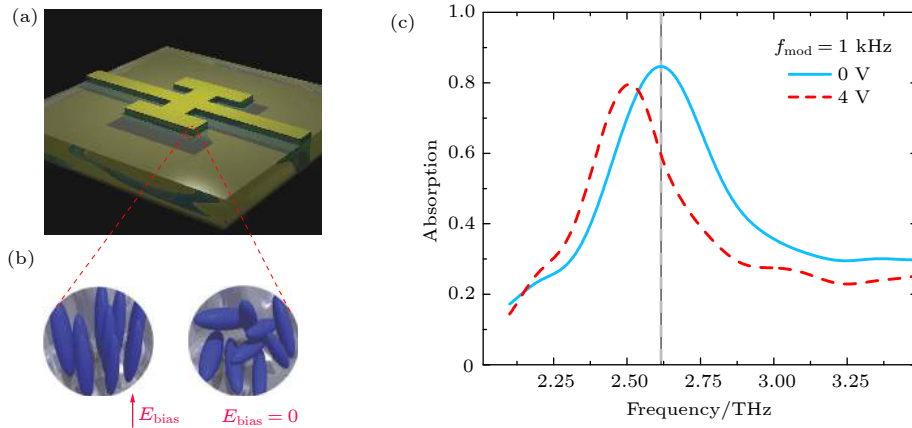 (a)
(b)
E_bias
E_bias = 0
(c)
1.0
0.8
0.6
0.4
0.2
0
Absorption
f_mod = 1 kHz
0 V
4 V
2.25
2.50
2.75
3.00
3.25
Frequency/THz